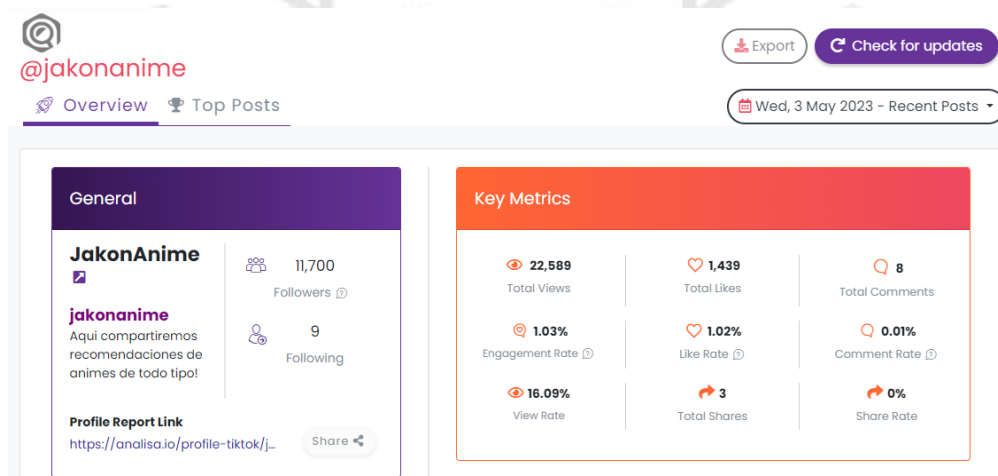 @jakonanime
Export
Check for updates
Overview
Top Posts
Wed, 3 May 2023 - Recent Posts
General
JakonAnime
11,700
Followers
jakonanime
Aqui compartiremos
recomendaciones de
animes de todo tipo!
9
Following
Profile Report Link
https://analisa.io/profile-tiktok/j...
Share
Key Metrics
22,589
Total Views
1,439
Total Likes
8
Total Comments
1.03%
Engagement Rate
1.02%
Like Rate
0.01%
Comment Rate
16.09%
View Rate
3
Total Shares
0%
Share Rate